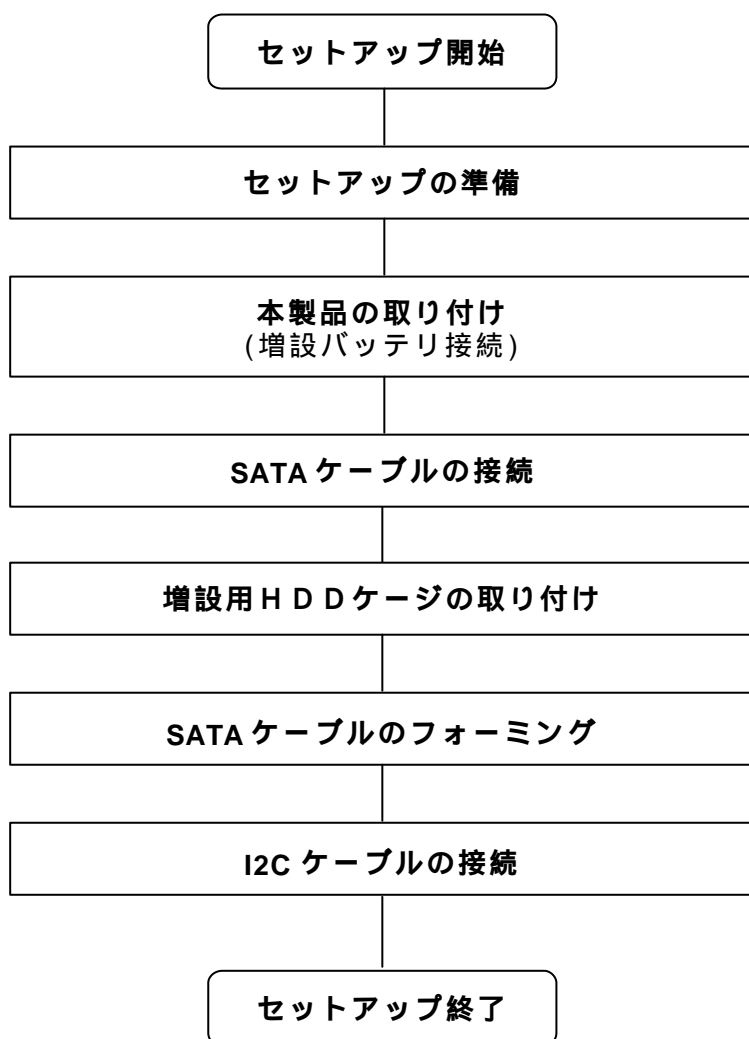 セットアップ開始
セットアップの準備
本製品の取り付け
(増設バッテリ接続)
SATA ケーブルの接続
増設用ＨＤＤケージの取り付け
SATA ケーブルのフォーミング
I2C ケーブルの接続
セットアップ終了